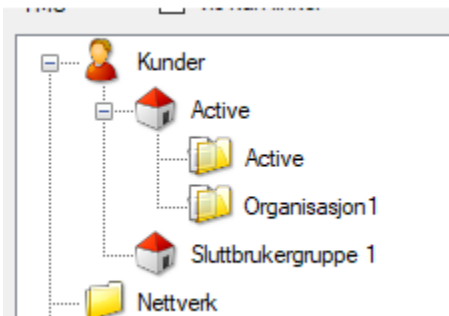 Kunder
Active
Active
Organisasjon1
Sluttbrukergruppe 1
Nettverk